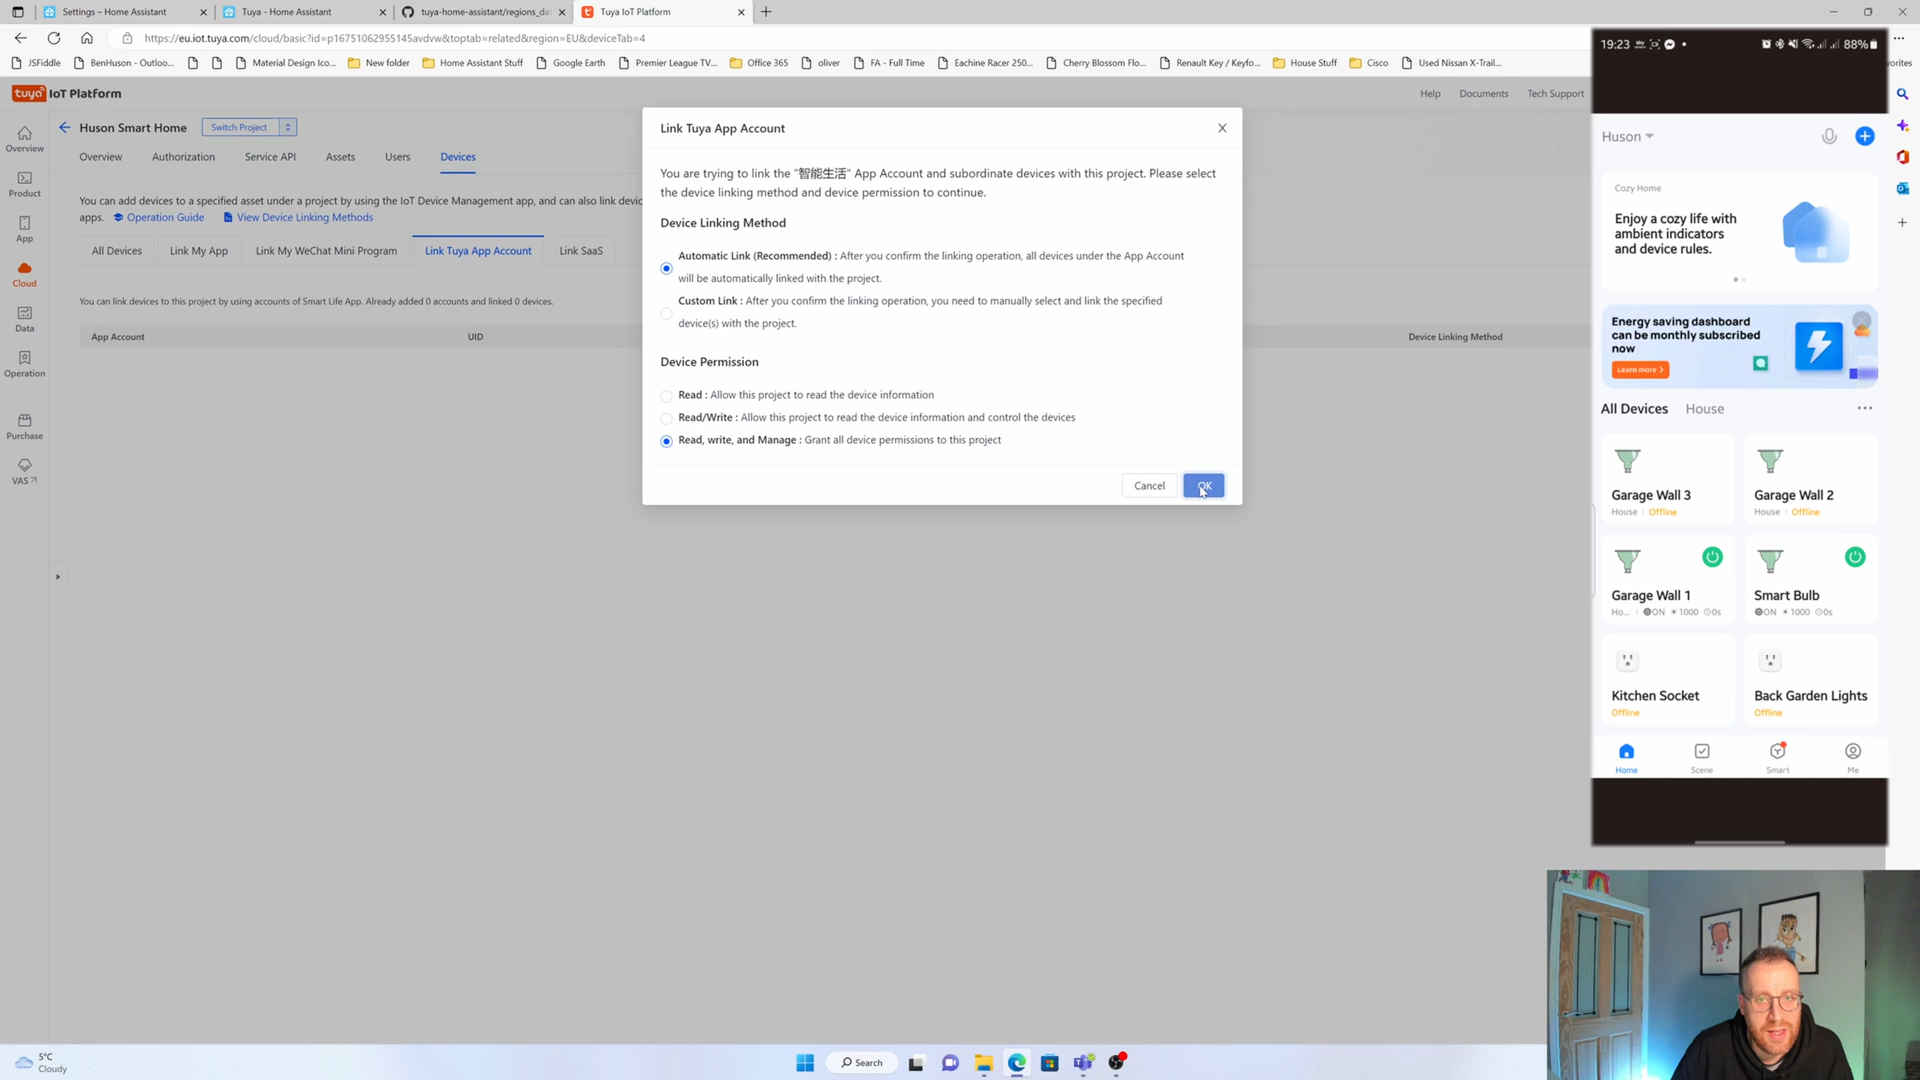 Settings – Home Assistant
Tuya - Home Assistant
tuya-home-assistant/regions_da
Tuya IoT Platform
https://eu.iot.tuya.com/cloud/basic?id=p16751062955145avdvw&toptab=related&region=EU&deviceTab=4
JSFiddle
BenHuson - Outloo...
Material Design Ico...
New folder
Home Assistant Stuff
Google Earth
Premier League TV...
Office 365
oliver
FA - Full Time
Eachine Racer 250...
Cherry Blossom Flo...
Renault Key / Keyfo...
House Stuff
Cisco
Used Nissan X-Trail...
vorites
tuya IoT Platform
Help
Documents
Tech Support
Overview
Product
App
Cloud
Data
Operation
Purchase
VAS
Huson Smart Home
Switch Project
Overview
Authorization
Service API
Assets
Users
Devices
You can add devices to a specified asset under a project by using the IoT Device Management app, and can also link devic
apps. Operation Guide View Device Linking Methods
All Devices
Link My App
Link My WeChat Mini Program
Link Tuya App Account
Link SaaS
You can link devices to this project by using accounts of Smart Life App. Already added 0 accounts and linked 0 devices.
App Account
UID
Device Linking Method
Link Tuya App Account
You are trying to link the "智能生活" App Account and subordinate devices with this project. Please select
the device linking method and device permission to continue.
Device Linking Method
Automatic Link (Recommended) : After you confirm the linking operation, all devices under the App Account
will be automatically linked with the project.
Custom Link : After you confirm the linking operation, you need to manually select and link the specified
device(s) with the project.
Device Permission
Read : Allow this project to read the device information
Read/Write : Allow this project to read the device information and control the devices
Read, write, and Manage : Grant all device permissions to this project
Cancel
OK
19:23
88%
Huson
Cozy Home
Enjoy a cozy life with
ambient indicators
and device rules.
Energy saving dashboard
can be monthly subscribed
now
Learn more >
All Devices
House
Garage Wall 3
House | Offline
Garage Wall 2
House | Offline
Garage Wall 1
Ho... | ON 1000 0s
Smart Bulb
ON 1000 0s
Kitchen Socket
Offline
Back Garden Lights
Offline
Home
Scene
Smart
Me
5°C
Cloudy
Search